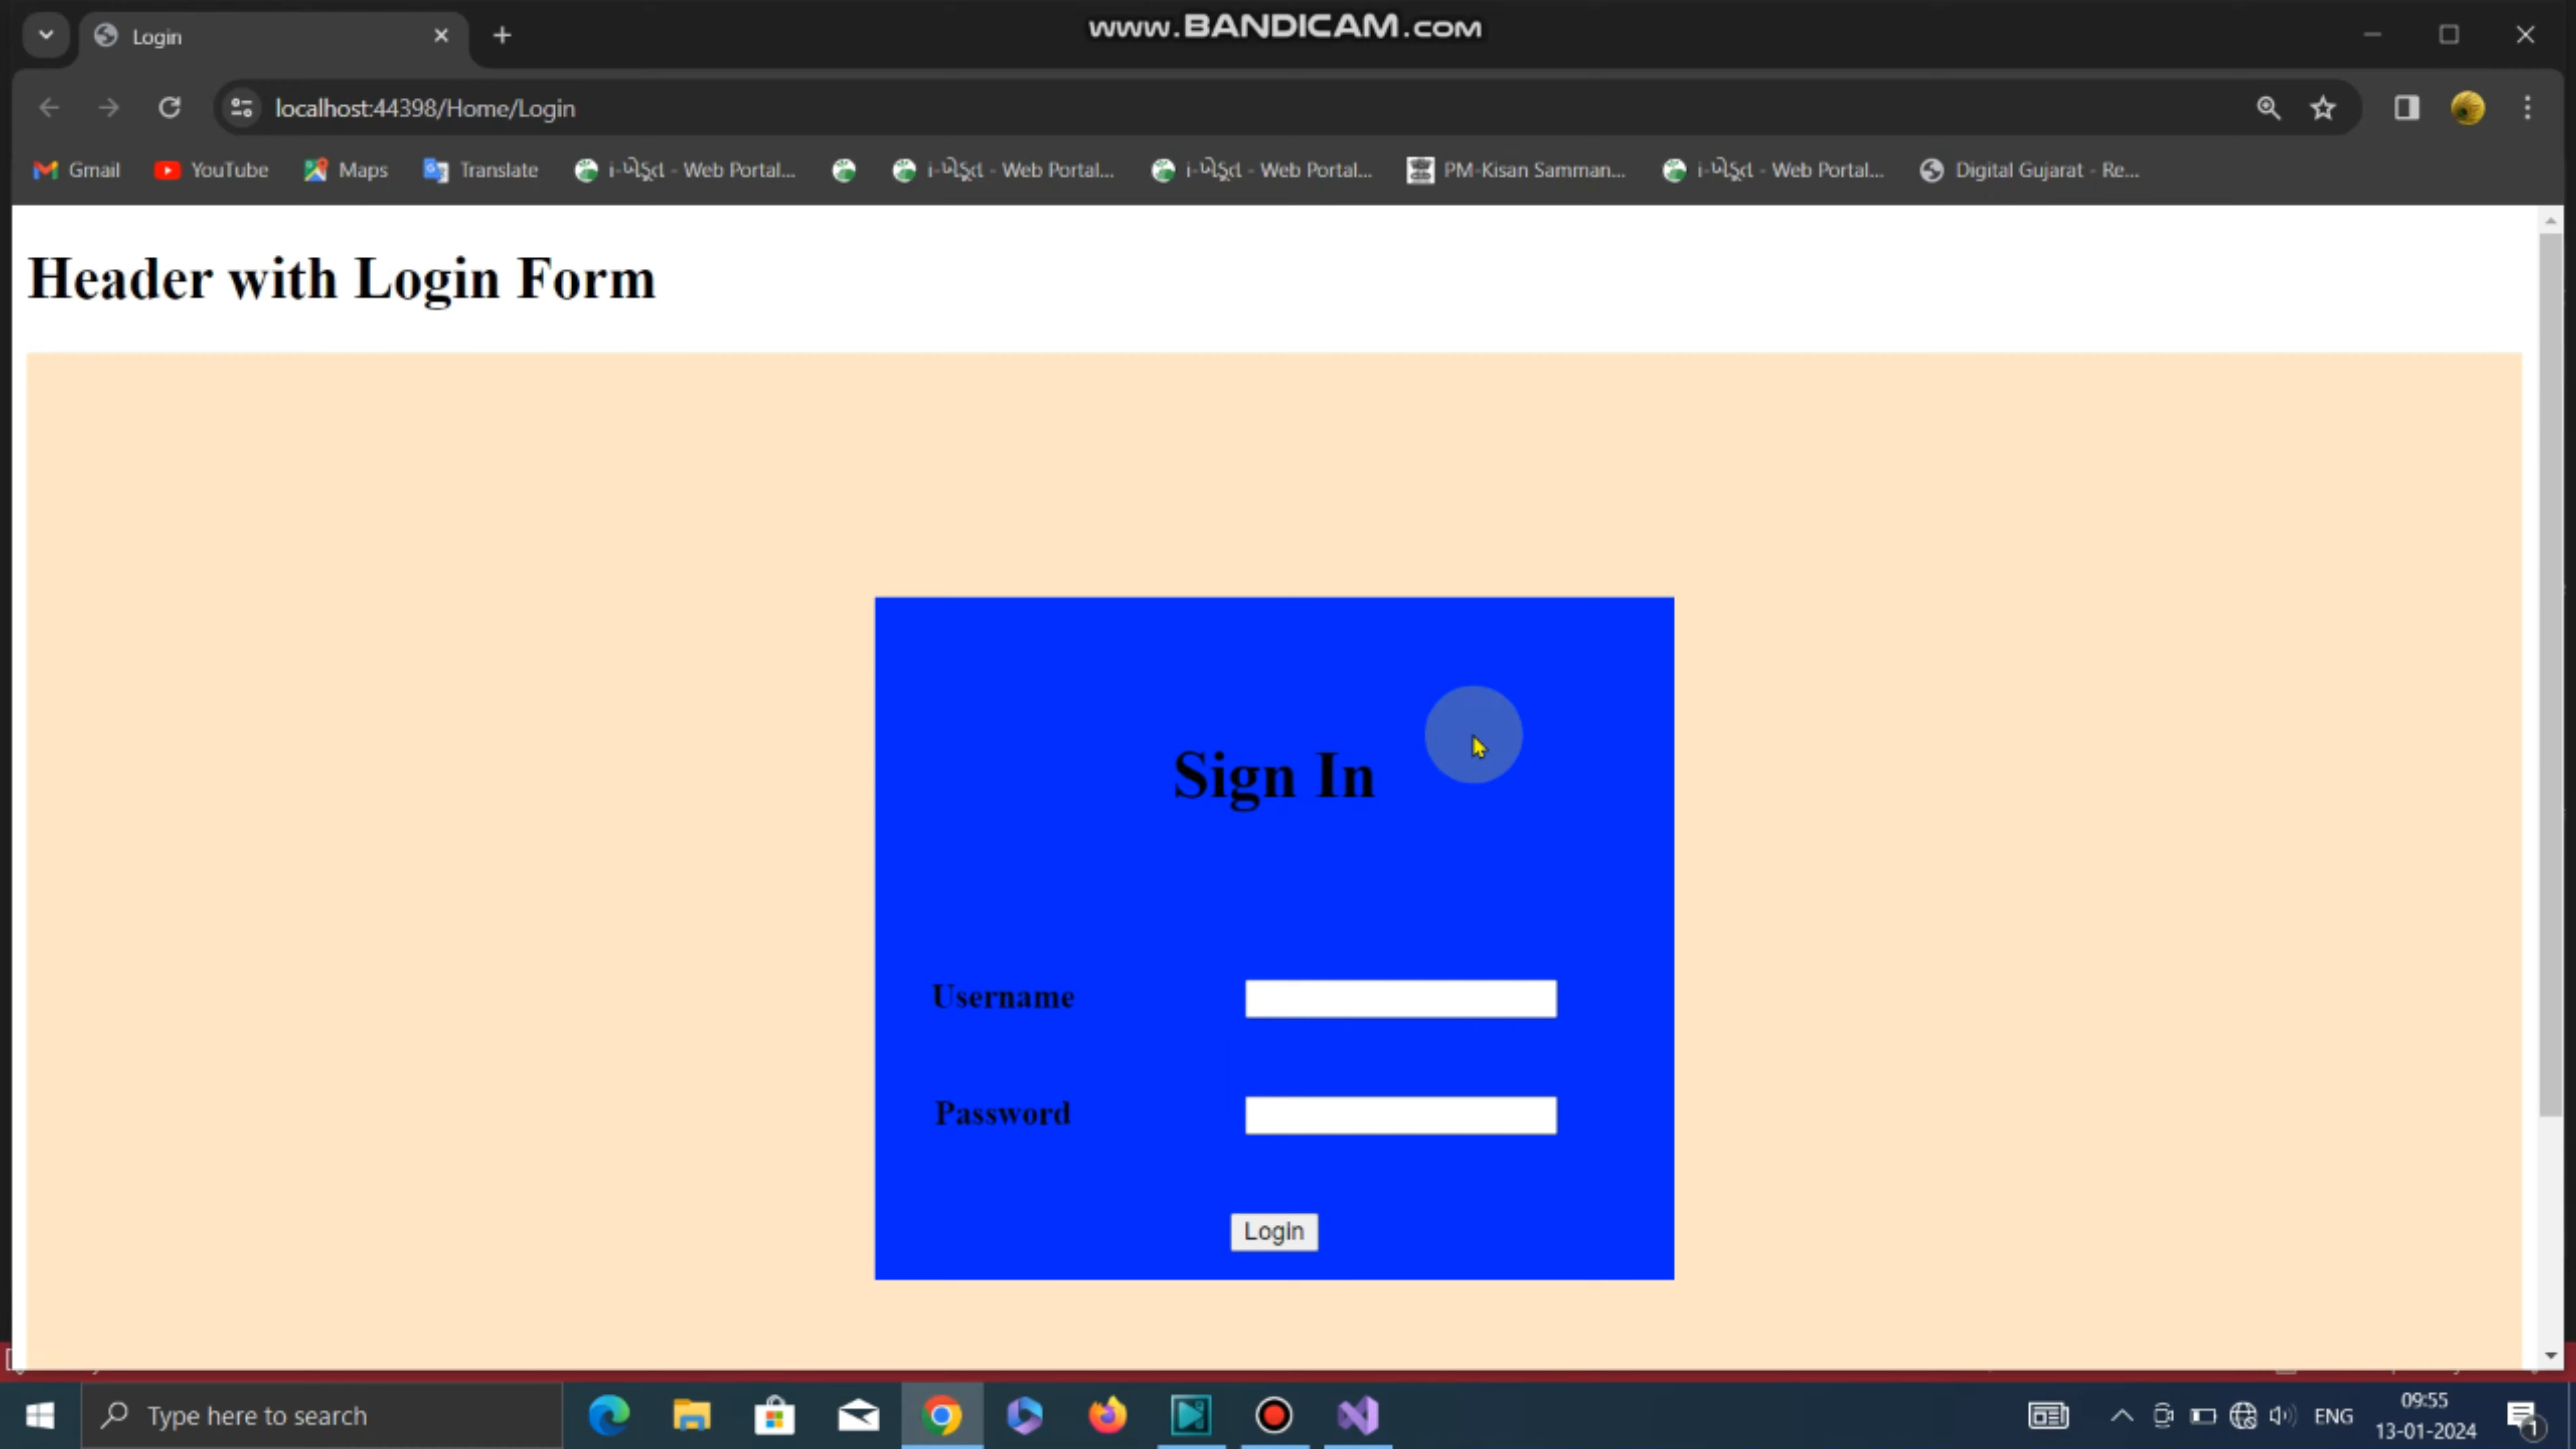 www.BANDICAM.com
Login
localhost:44398/Home/Login
Gmail
YouTube
Maps
Translate
i-ખેડૂત - Web Portal...
i-ખેડૂત - Web Portal...
i-ખેડૂત - Web Portal...
PM-Kisan Samman...
i-ખેડૂત - Web Portal...
Digital Gujarat - Re...
Header with Login Form
Sign In
Username
Password
Login
Type here to search
ENG
09:55
13-01-2024
1